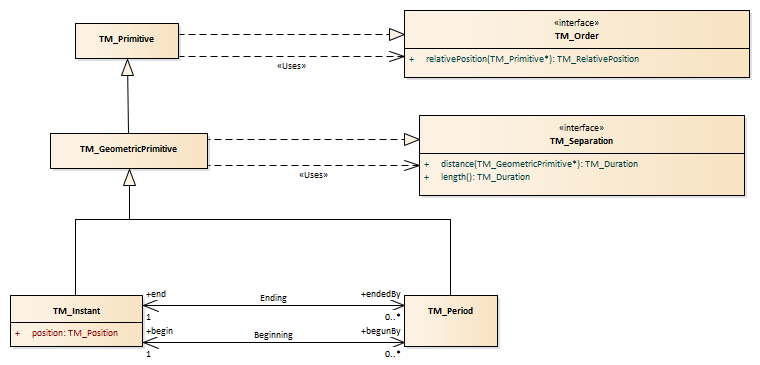 «interface»
TM_Primitive
TM_Order
«Uses»
+ relativePosition(TM_Primitive*): TM_RelativePosition
«interface»
TM_GeometricPrimitive
TM_Separation
«Uses»
+ distance(TM_GeometricPrimitive*): TM_Duration
+ length(): TM_Duration
+end
Ending
+endedBy
TM_Instant
1
0..*
TM_Period
+ position: TM_Position
+begin
Beginning
+begunBy
1
0..*